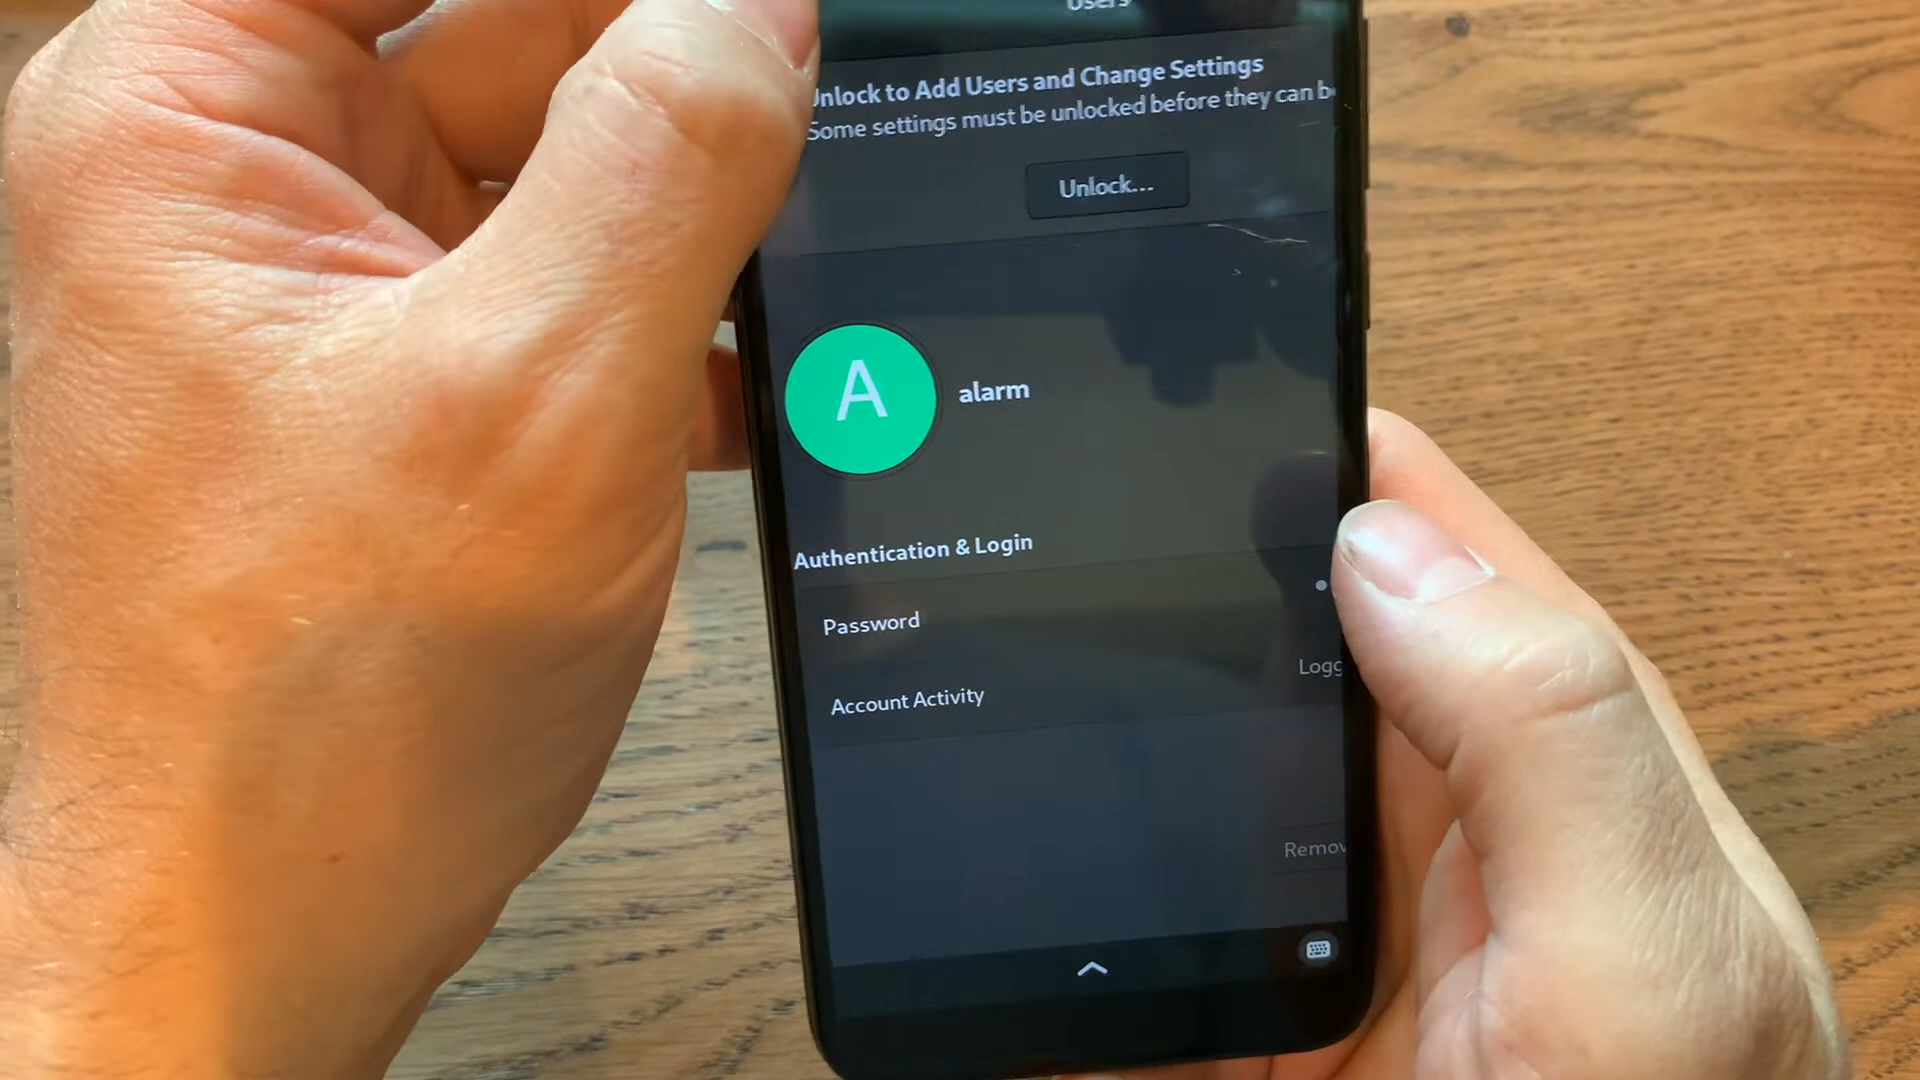 Users
Unlock to Add Users and Change Settings
Some settings must be unlocked before they can b
Unlock...
A
alarm
Authentication & Login
Password
Account Activity
Logg
Remov